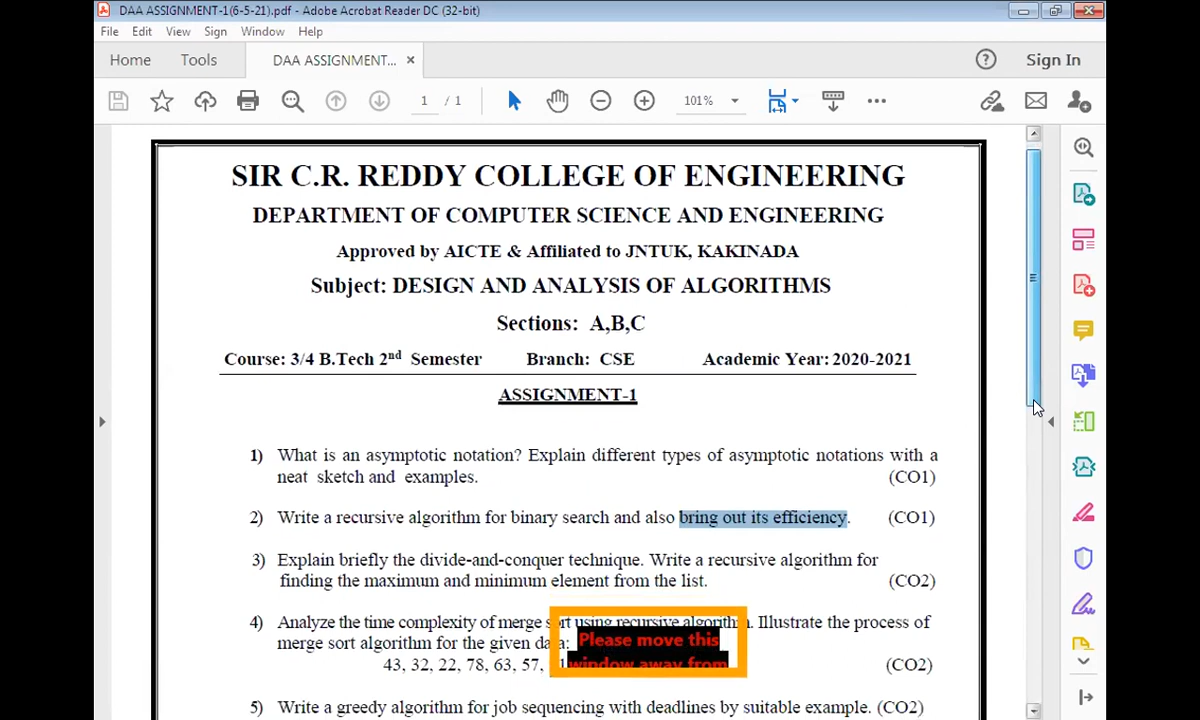 DAA ASSIGNMENT-1(6-5-21).pdf - Adobe Acrobat Reader DC (32-bit)
File Edit View Sign Window Help
Home Tools DAA ASSIGNMENT... × Sign In
1 / 1 101%
SIR C.R. REDDY COLLEGE OF ENGINEERING
DEPARTMENT OF COMPUTER SCIENCE AND ENGINEERING
Approved by AICTE & Affiliated to JNTUK, KAKINADA
Subject: DESIGN AND ANALYSIS OF ALGORITHMS
Sections: A,B,C
Course: 3/4 B.Tech 2nd Semester Branch: CSE Academic Year: 2020-2021
ASSIGNMENT-1
1) What is an asymptotic notation? Explain different types of asymptotic notations with a
neat sketch and examples. (CO1)
2) Write a recursive algorithm for binary search and also bring out its efficiency. (CO1)
3) Explain briefly the divide-and-conquer technique. Write a recursive algorithm for
finding the maximum and minimum element from the list. (CO2)
4) Analyze the time complexity of merge sort using recursive algorithm. Illustrate the process of
merge sort algorithm for the given data:
Please move this
window away from
43, 32, 22, 78, 63, 57, (CO2)
5) Write a greedy algorithm for job sequencing with deadlines by suitable example. (CO2)